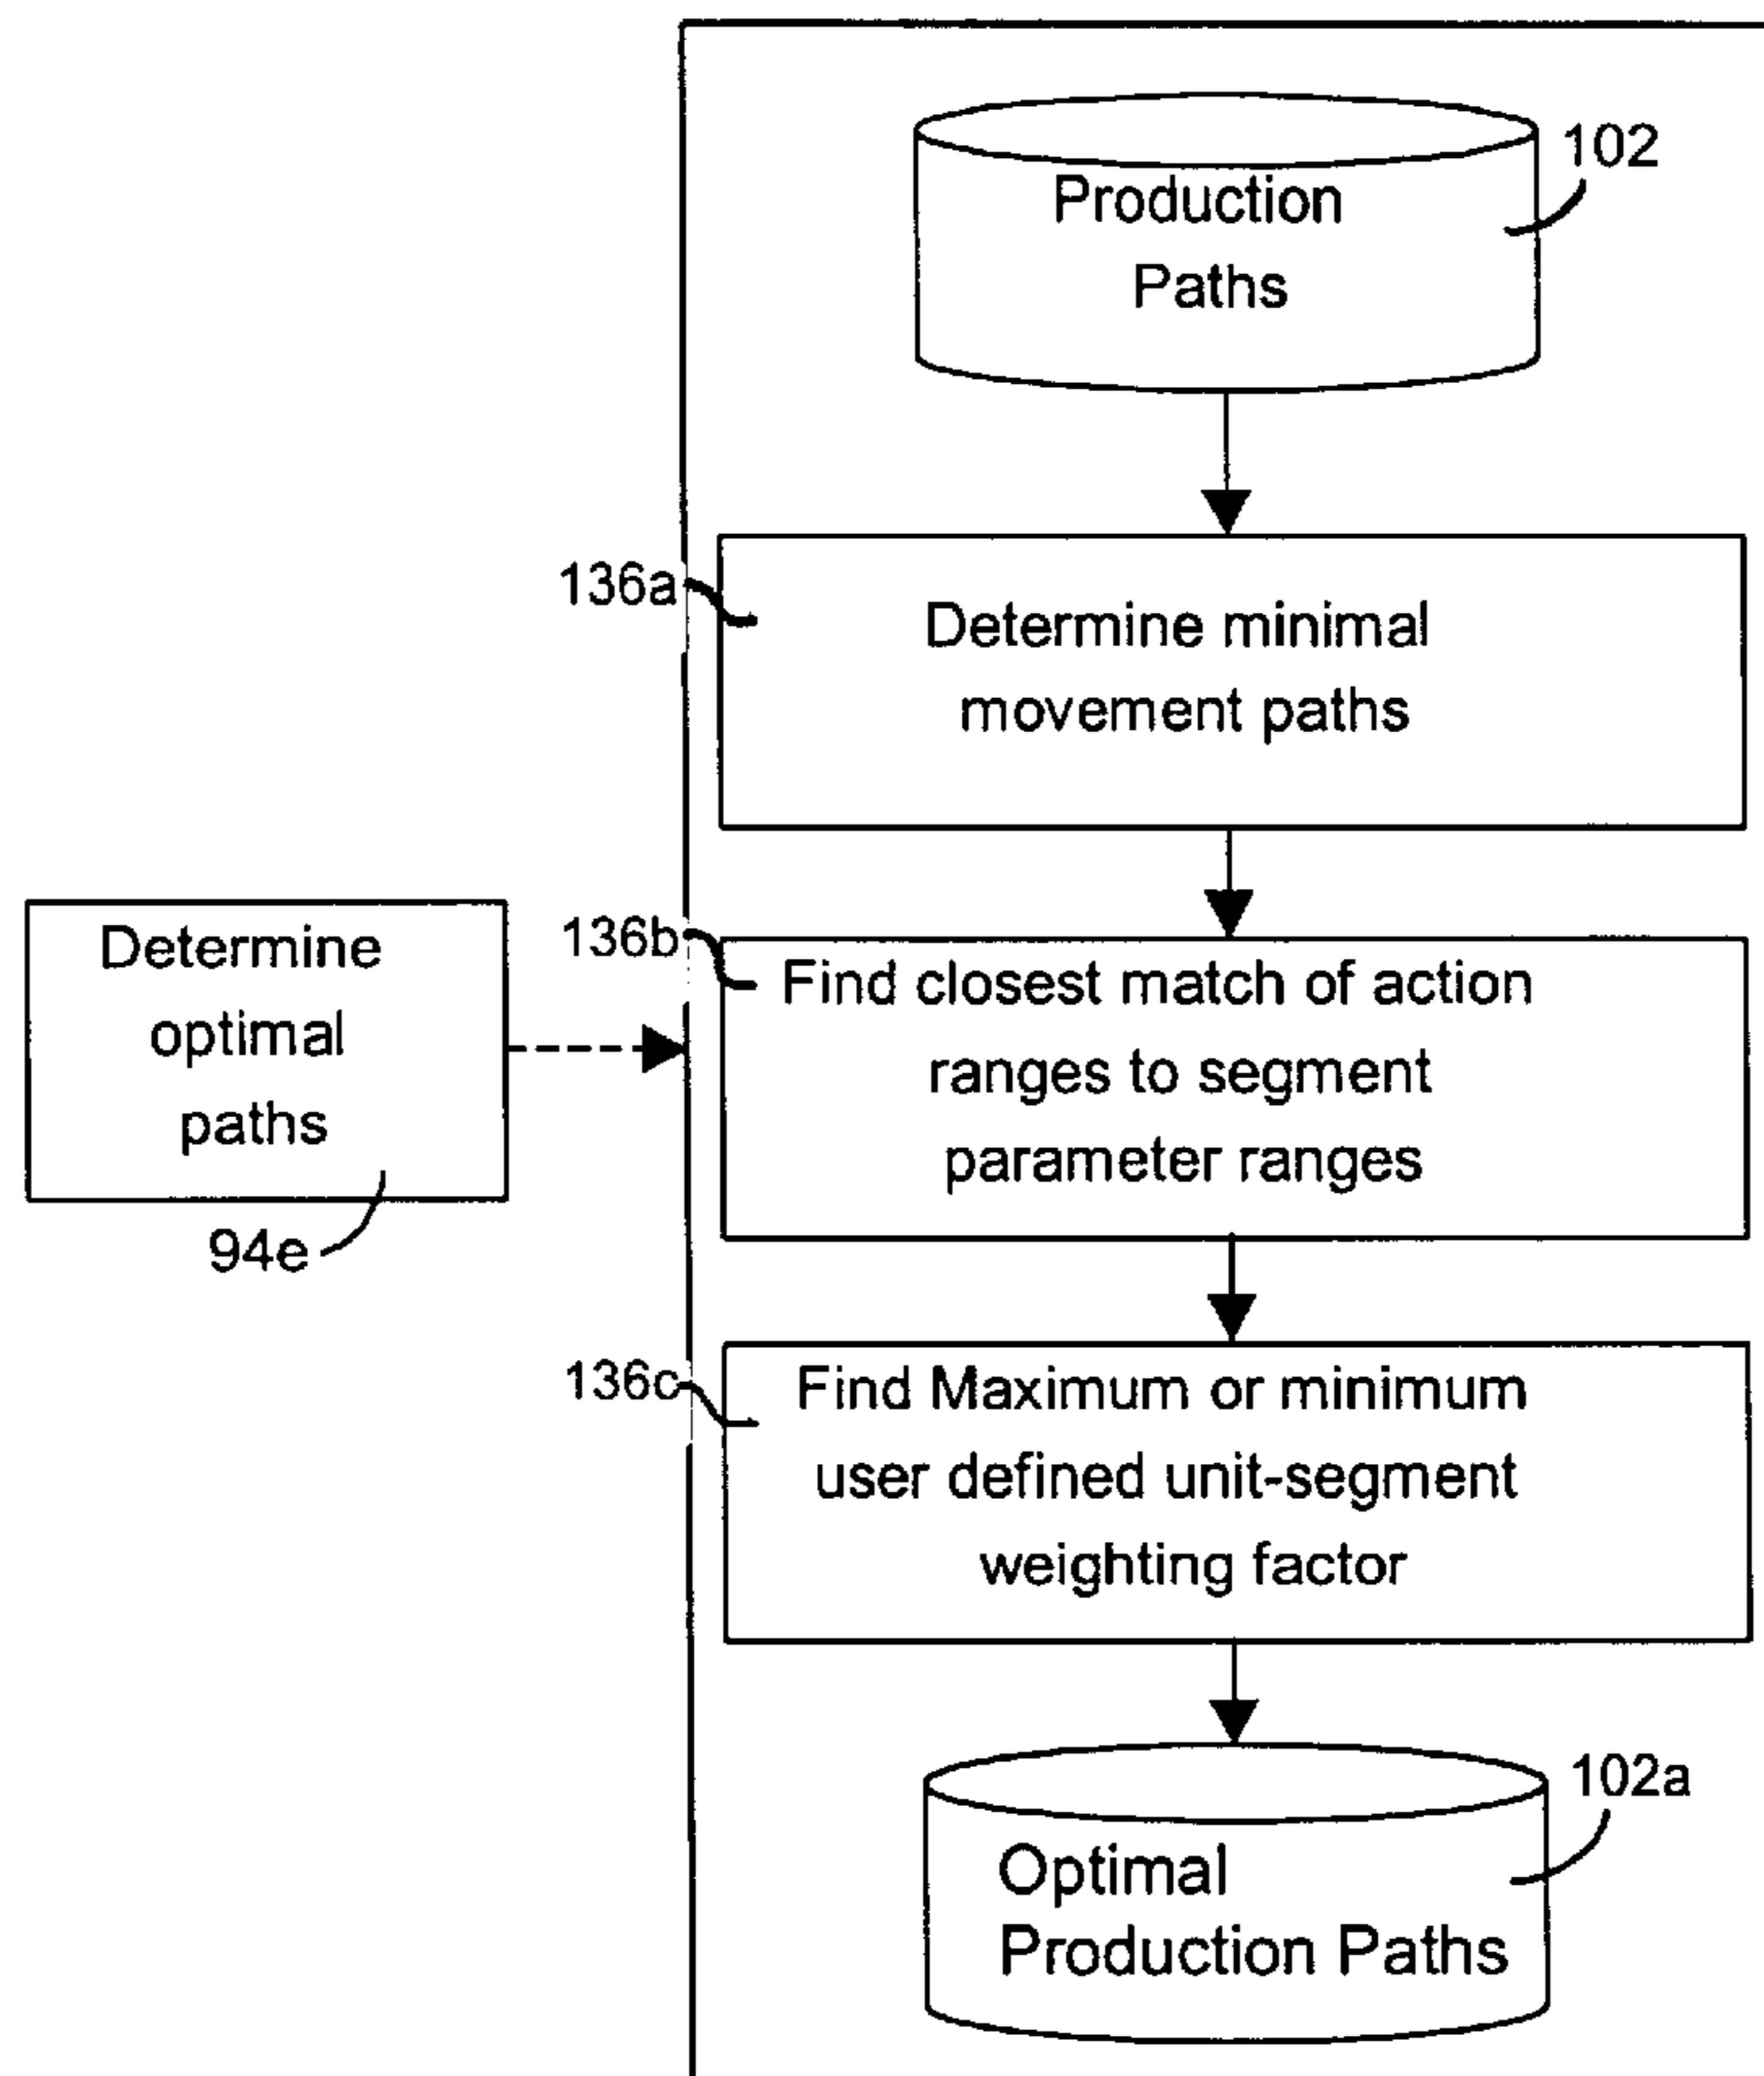 Production
Paths
102
136a
Determine minimal
movement paths
Determine
optimal
paths
94e
136b
Find closest match of action
ranges to segment
parameter ranges
136c
Find Maximum or minimum
user defined unit-segment
weighting factor
102a
Optimal
Production Paths